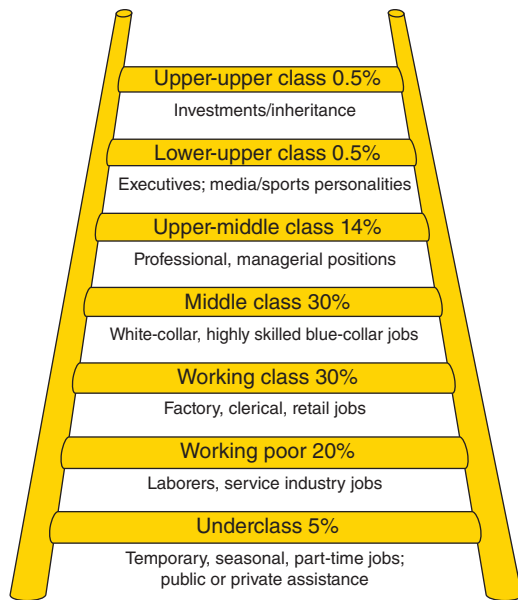 Upper-upper class 0.5%
Investments/inheritance
Lower-upper class 0.5%
Executives; media/sports personalities
Upper-middle class 14%
Professional, managerial positions
Middle class 30%
White-collar, highly skilled blue-collar jobs
Working class 30%
Factory, clerical, retail jobs
Working poor 20%
Laborers, service industry jobs
Underclass 5%
Temporary, seasonal, part-time jobs;
public or private assistance